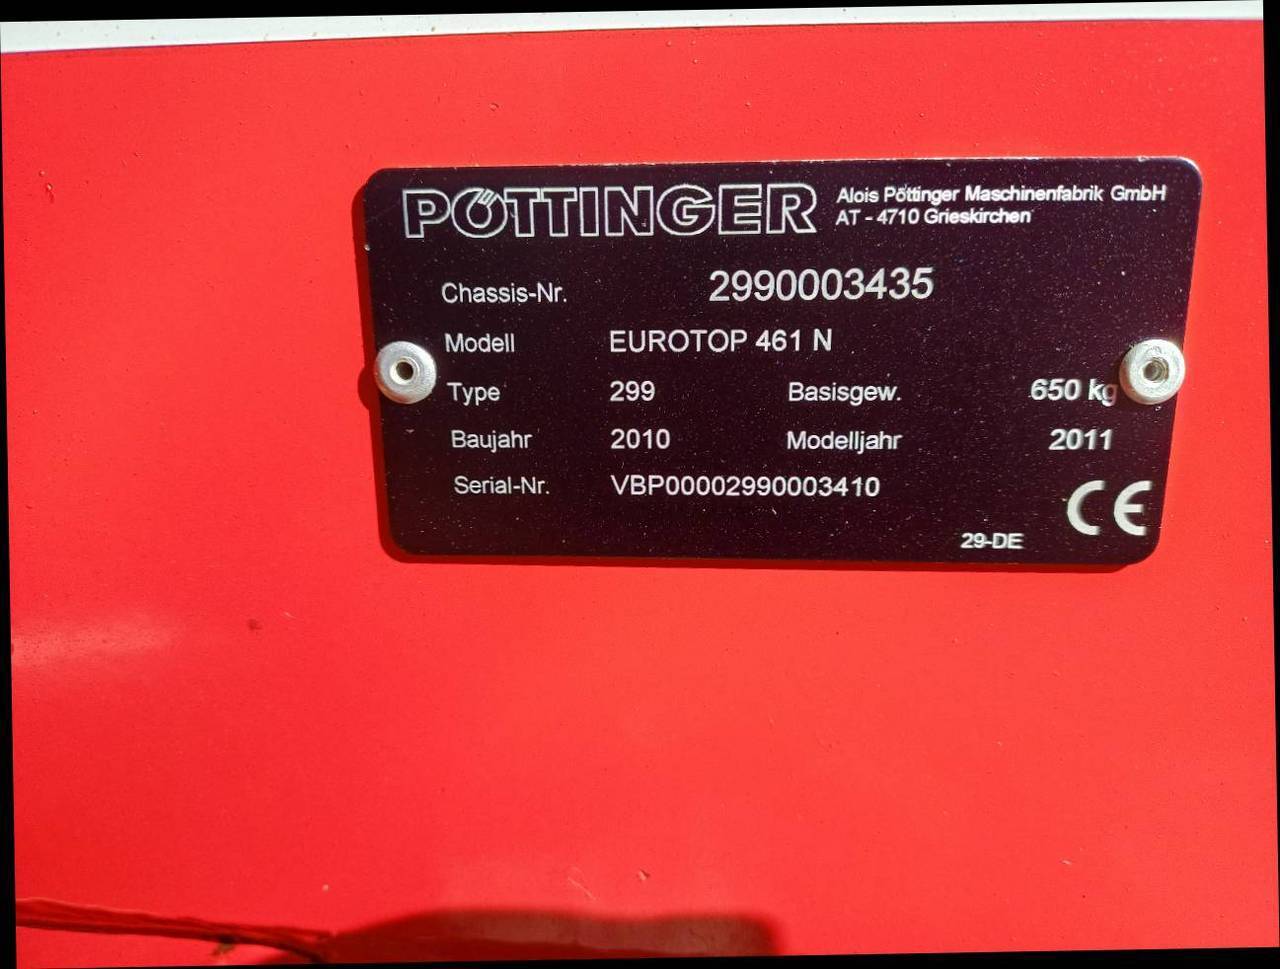 PÖTTINGER Alois Pöttinger Maschinenfabrik GmbH
AT - 4710 Grieskirchen
Chassis-Nr. 2990003435
Modell EUROTOP 461 N
Type 299 Basisgew. 650 kg
Baujahr 2010 Modelljahr 2011
Serial-Nr. VBP00002990003410
CE
29-DE